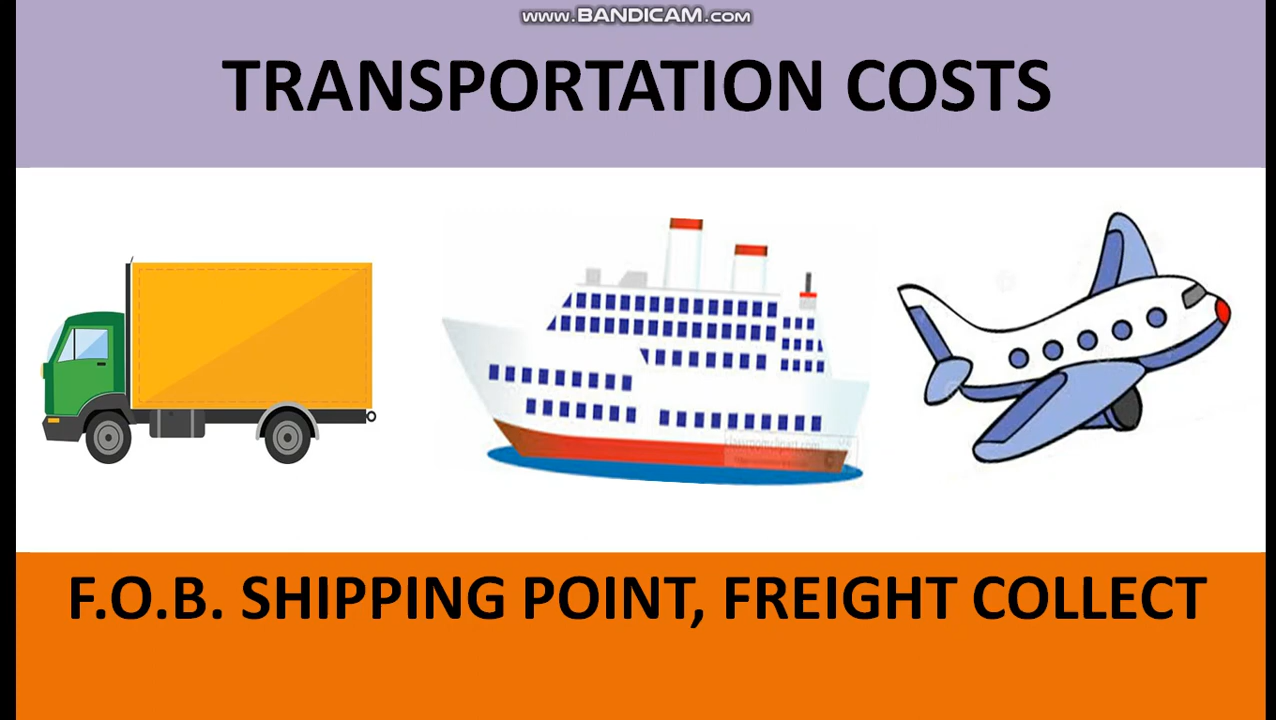 www.BANDICAM.com
TRANSPORTATION COSTS
F.O.B. SHIPPING POINT, FREIGHT COLLECT